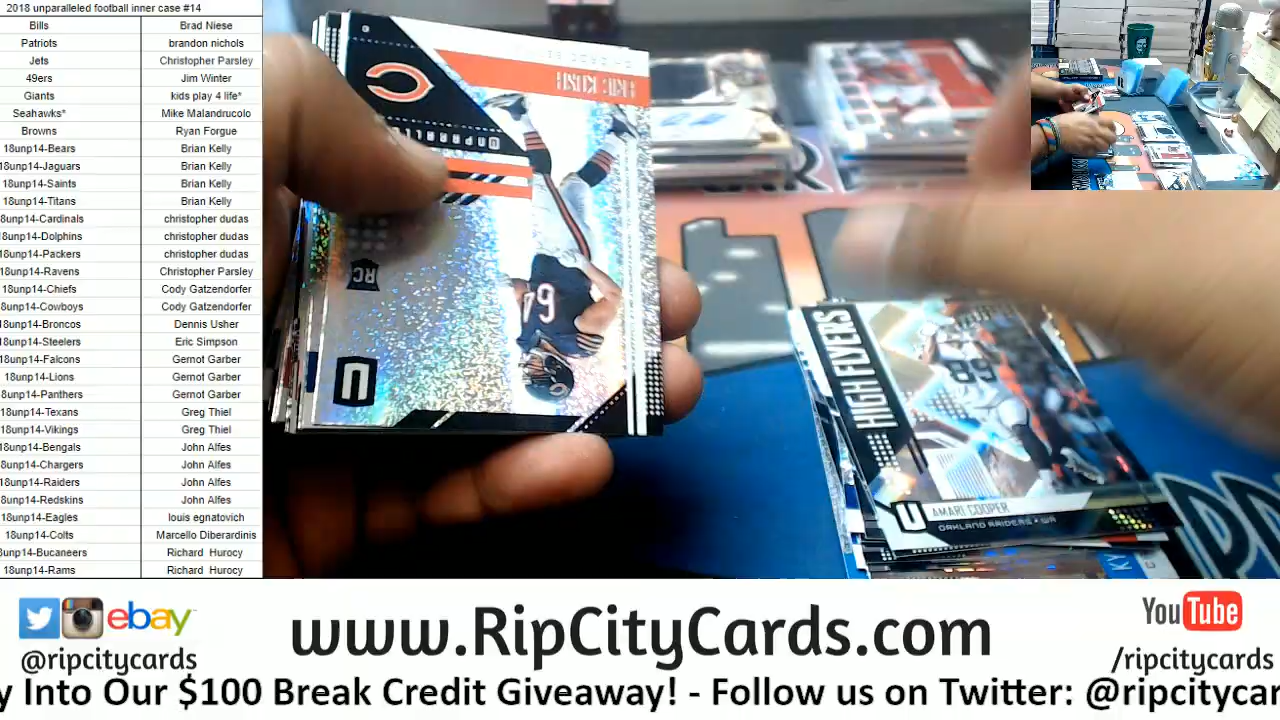 2018 unparalleled football inner case #14
Bills Brad Niese
Patriots brandon nichols
Jets Christopher Parsley
49ers Jim Winter
Giants kids play 4 life*
Seahawks* Mike Malandrucolo
Browns Ryan Forgue
18unp14-Bears Brian Kelly
18unp14-Jaguars Brian Kelly
18unp14-Saints Brian Kelly
18unp14-Titans Brian Kelly
8unp14-Cardinals christopher dudas
8unp14-Dolphins christopher dudas
18unp14-Packers christopher dudas
18unp14-Ravens Christopher Parsley
18unp14-Chiefs Cody Gatzendorfer
8unp14-Cowboys Cody Gatzendorfer
18unp14-Broncos Dennis Usher
18unp14-Steelers Eric Simpson
18unp14-Falcons Gernot Garber
18unp14-Lions Gernot Garber
18unp14-Panthers Gernot Garber
18unp14-Texans Greg Thiel
18unp14-Vikings Greg Thiel
8unp14-Bengals John Alfes
8unp14-Chargers John Alfes
18unp14-Raiders John Alfes
8unp14-Redskins John Alfes
18unp14-Eagles louis egnatovich
18unp14-Colts Marcello Diberardinis
8unp14-Bucaneers Richard Hurocy
18unp14-Rams Richard Hurocy
RC
64
U
HIGH FLYERS
89
U AMARI COOPER
OAKLAND RAIDERS • WR
KY
ebay
@ripcitycards
www.RipCityCards.com
YouTube
/ripcitycards
y Into Our $100 Break Credit Giveaway! - Follow us on Twitter: @ripcitycar